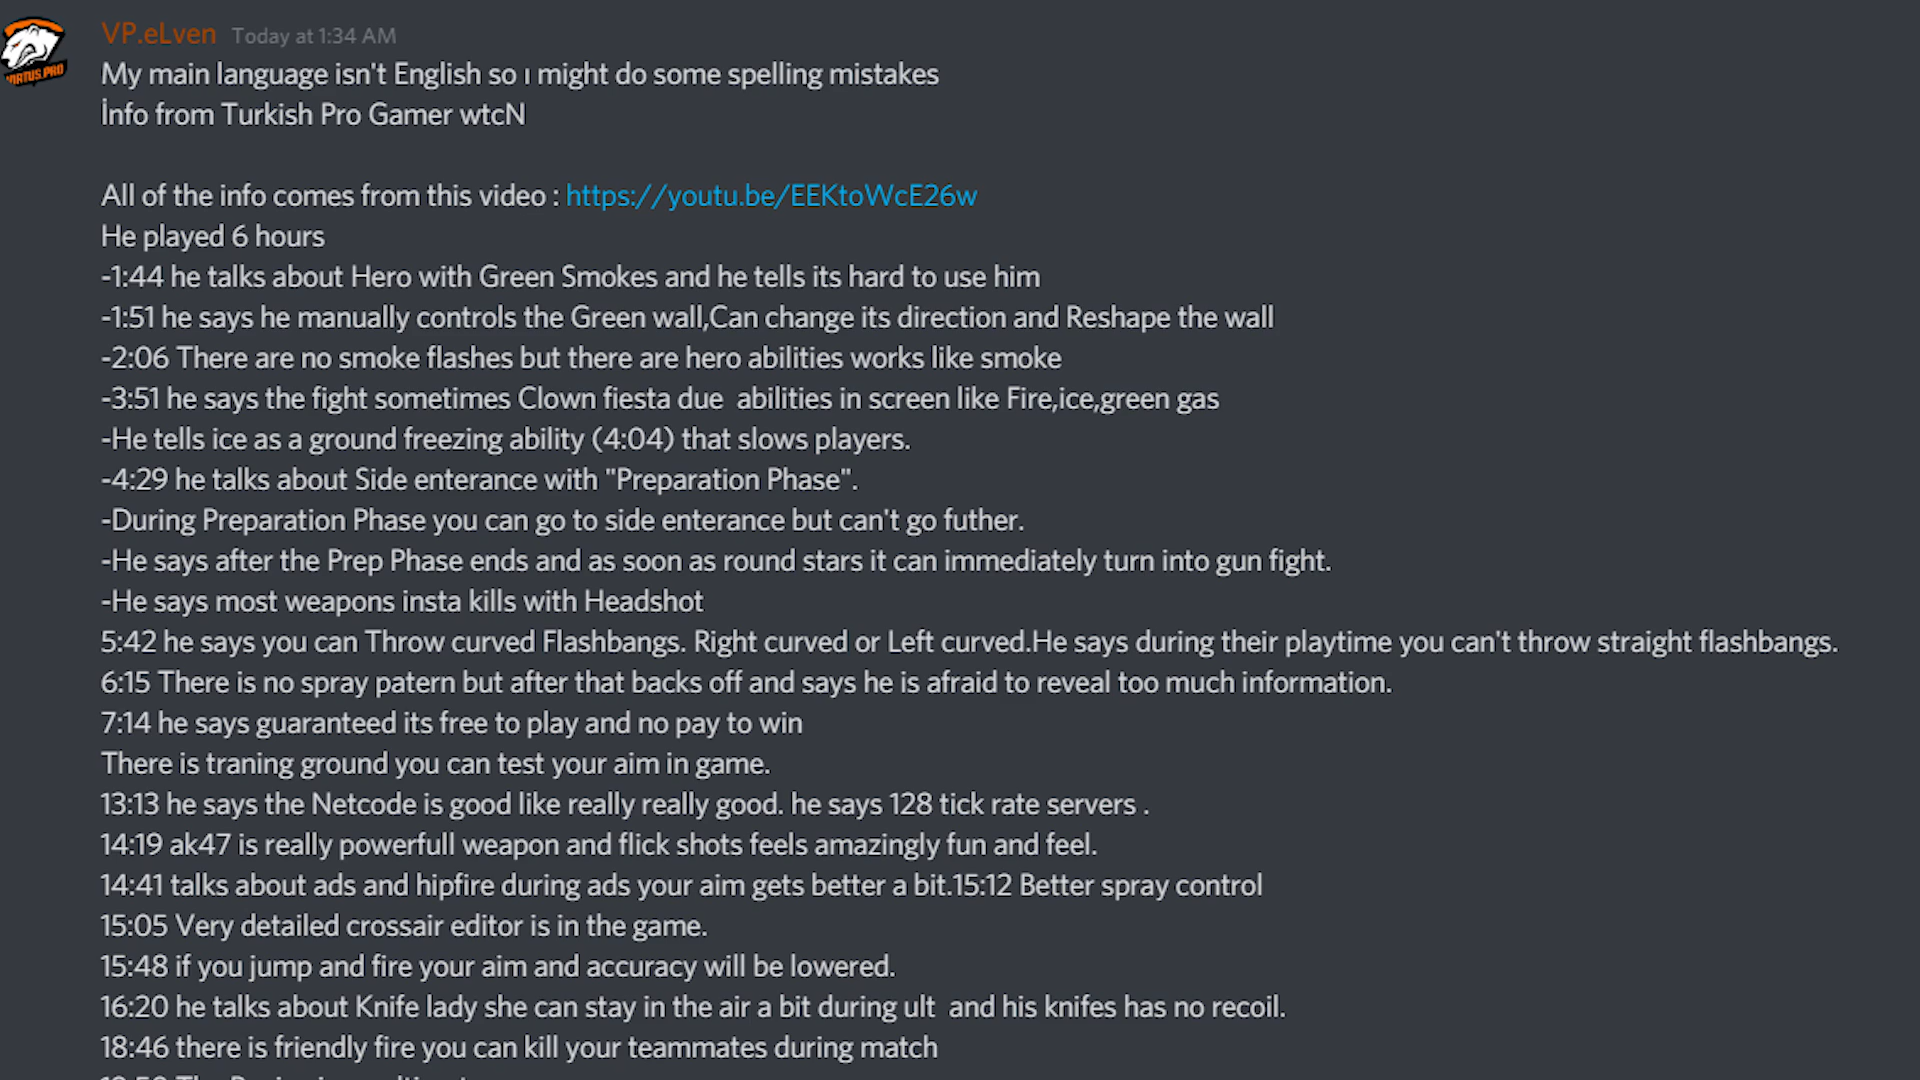 VP.eLven Today at 1:34 AM
My main language isn't English so ı might do some spelling mistakes
İnfo from Turkish Pro Gamer wtcN
All of the info comes from this video : https://youtu.be/EEKtoWcE26w
He played 6 hours
-1:44 he talks about Hero with Green Smokes and he tells its hard to use him
-1:51 he says he manually controls the Green wall,Can change its direction and Reshape the wall
-2:06 There are no smoke flashes but there are hero abilities works like smoke
-3:51 he says the fight sometimes Clown fiesta due  abilities in screen like Fire,ice,green gas
-He tells ice as a ground freezing ability (4:04) that slows players.
-4:29 he talks about Side enterance with "Preparation Phase".
-During Preparation Phase you can go to side enterance but can't go futher.
-He says after the Prep Phase ends and as soon as round stars it can immediately turn into gun fight.
-He says most weapons insta kills with Headshot
5:42 he says you can Throw curved Flashbangs. Right curved or Left curved.He says during their playtime you can't throw straight flashbangs.
6:15 There is no spray patern but after that backs off and says he is afraid to reveal too much information.
7:14 he says guaranteed its free to play and no pay to win
There is traning ground you can test your aim in game.
13:13 he says the Netcode is good like really really good. he says 128 tick rate servers .
14:19 ak47 is really powerfull weapon and flick shots feels amazingly fun and feel.
14:41 talks about ads and hipfire during ads your aim gets better a bit.15:12 Better spray control
15:05 Very detailed crossair editor is in the game.
15:48 if you jump and fire your aim and accuracy will be lowered.
16:20 he talks about Knife lady she can stay in the air a bit during ult  and his knifes has no recoil.
18:46 there is friendly fire you can kill your teammates during match